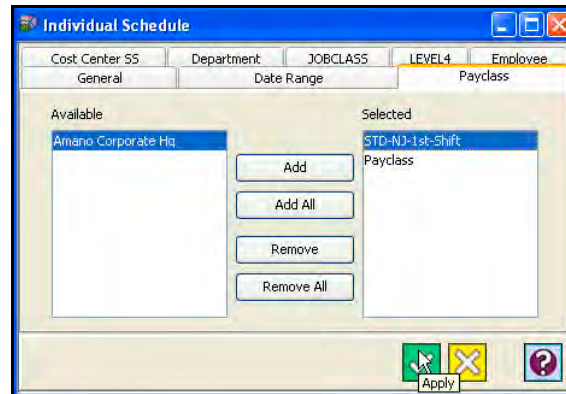 Individual Schedule
Cost Center SS Department JOBCLASS LEVEL4 Employee
General Date Range Payclass
Available Selected
Amano Corporate Hq STD-NJ-1st-Shift
Payclass
Add
Add All
Remove
Remove All
?
Apply